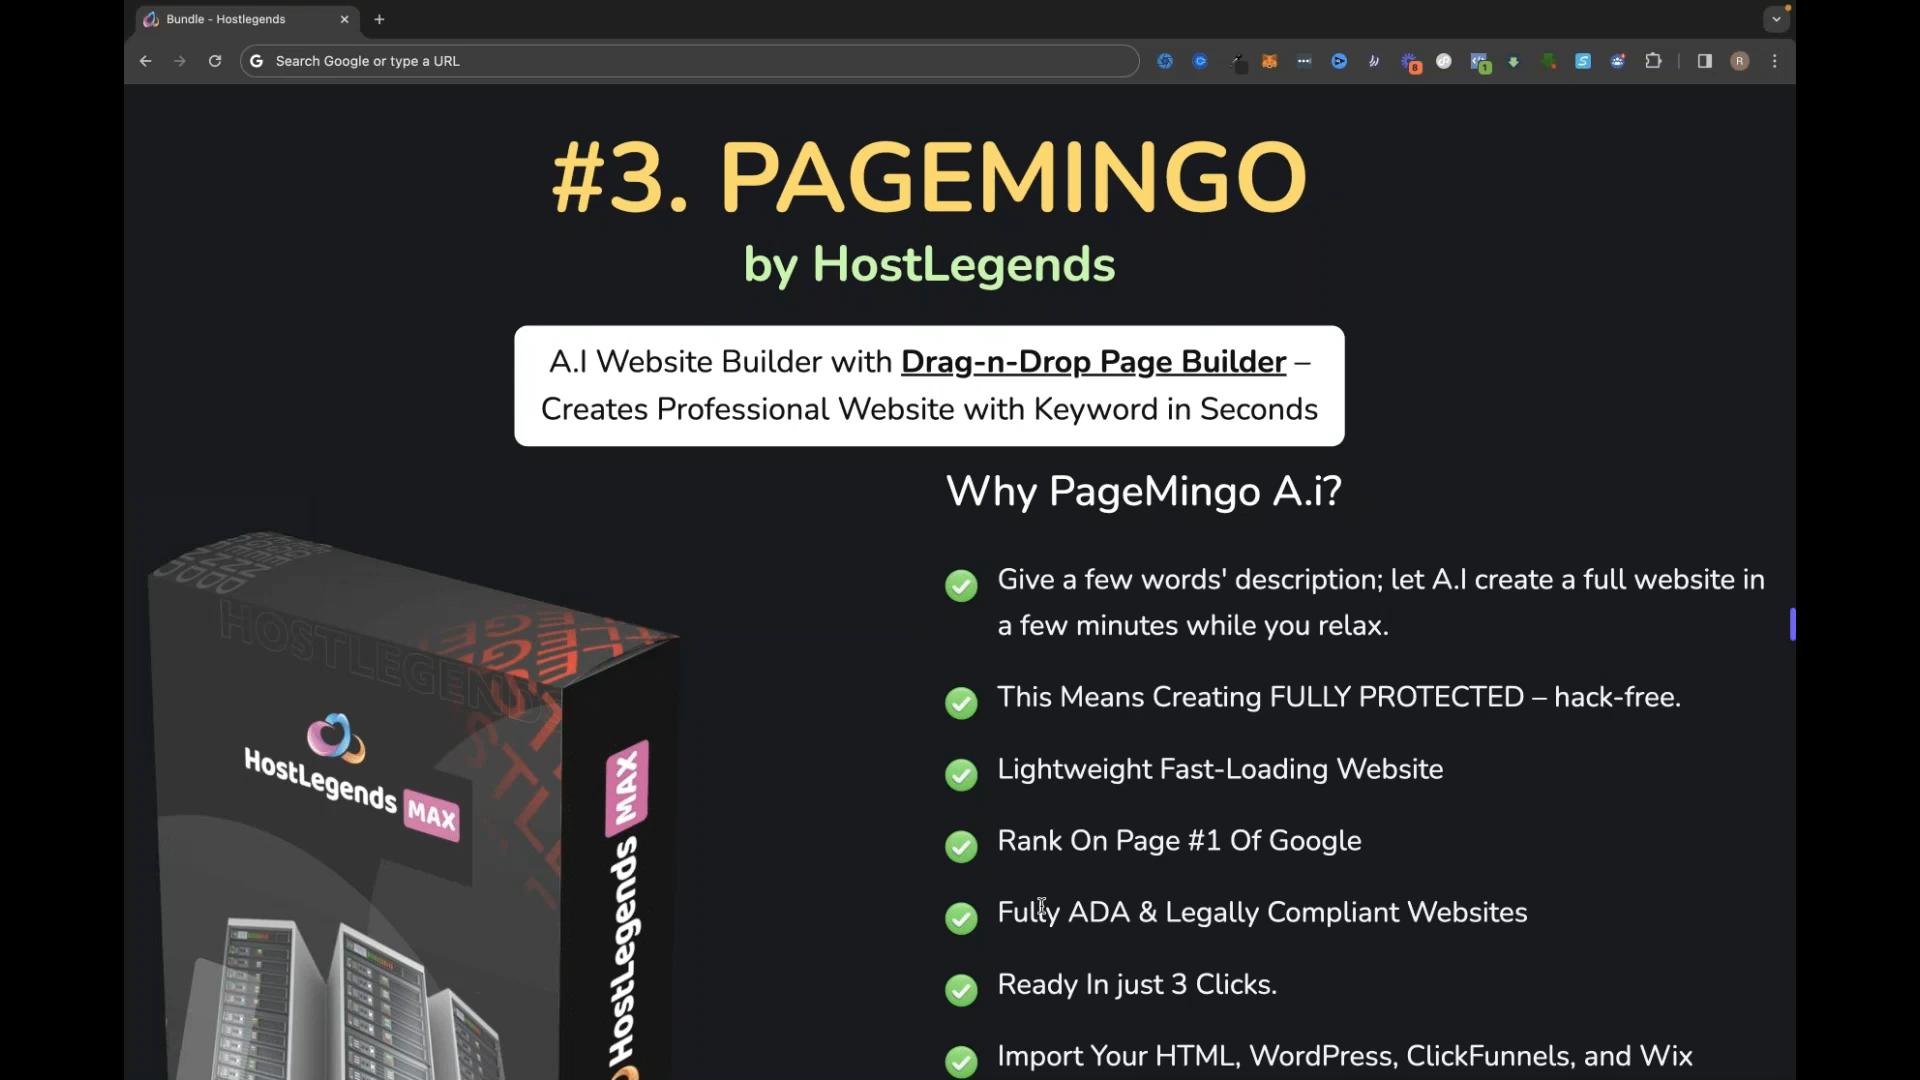 Bundle - Hostlegends
Search Google or type a URL
8
1
R
#3. PAGEMINGO
by HostLegends
A.I Website Builder with Drag-n-Drop Page Builder –
Creates Professional Website with Keyword in Seconds
Why PageMingo A.i?
Give a few words' description; let A.I create a full website in
a few minutes while you relax.
This Means Creating FULLY PROTECTED – hack-free.
Lightweight Fast-Loading Website
Rank On Page #1 Of Google
Fully ADA & Legally Compliant Websites
Ready In just 3 Clicks.
Import Your HTML, WordPress, ClickFunnels, and Wix
HOSTLEGEND
HostLegends MAX
HostLegends MAX